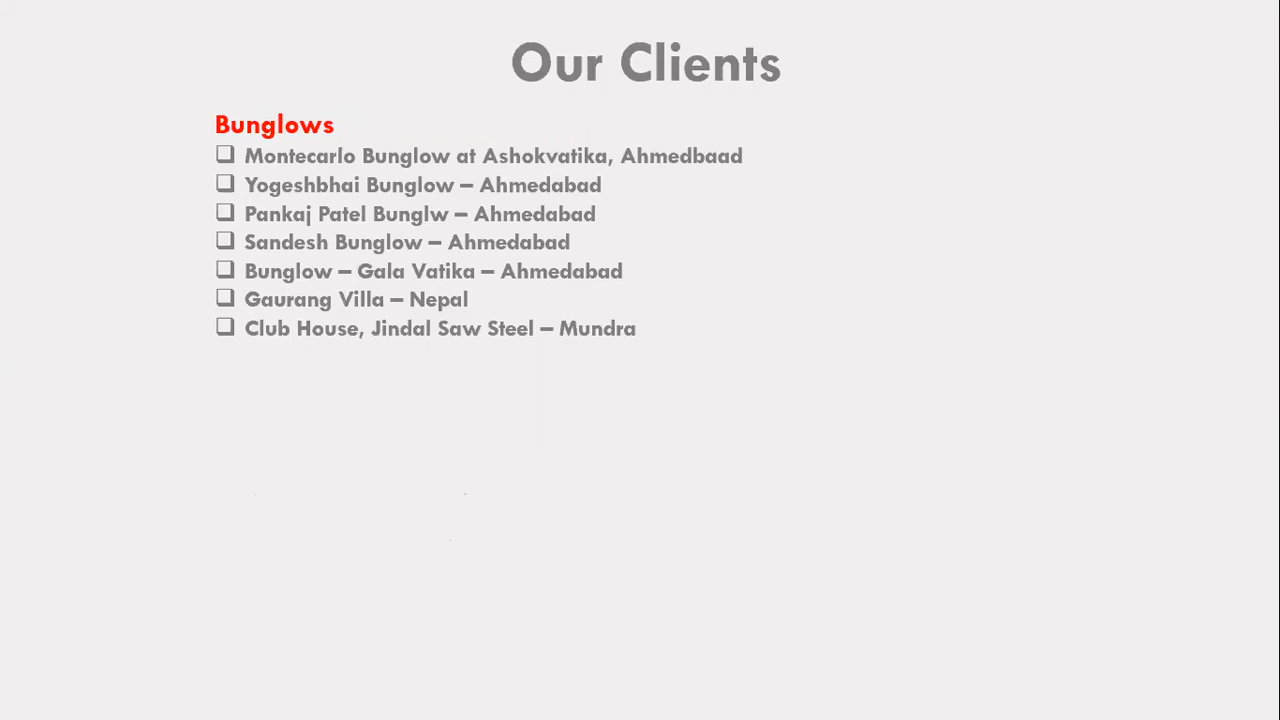 Our Clients
Bunglows
❑ Montecarlo Bunglow at Ashokvatika, Ahmedbaad
❑ Yogeshbhai Bunglow – Ahmedabad
❑ Pankaj Patel Bunglw – Ahmedabad
❑ Sandesh Bunglow – Ahmedabad
❑ Bunglow – Gala Vatika – Ahmedabad
❑ Gaurang Villa – Nepal
❑ Club House, Jindal Saw Steel – Mundra